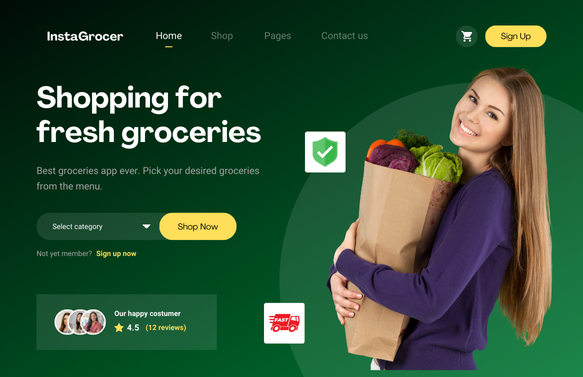 InstaGrocer
Home
Shop
Pages
Contact us
Sign Up
Shopping for
fresh groceries
Best groceries app ever. Pick your desired groceries
from the menu.
Select category
Shop Now
Not yet member? Sign up now
FAST
Our happy costumer
4.5 (12 reviews)